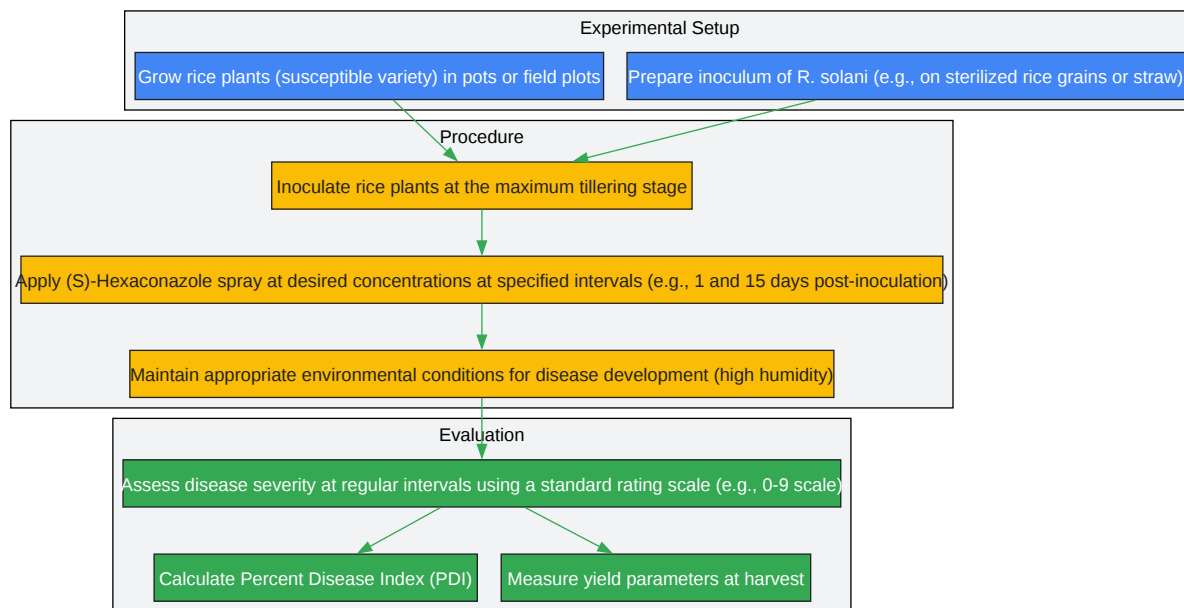 Experimental Setup
Grow rice plants (susceptible variety) in pots or field plots
Prepare inoculum of R. solani (e.g., on sterilized rice grains or straw)
Procedure
Inoculate rice plants at the maximum tillering stage
Apply (S)-Hexaconazole spray at desired concentrations at specified intervals (e.g., 1 and 15 days post-inoculation)
Maintain appropriate environmental conditions for disease development (high humidity)
Evaluation
Assess disease severity at regular intervals using a standard rating scale (e.g., 0-9 scale)
Calculate Percent Disease Index (PDI)
Measure yield parameters at harvest